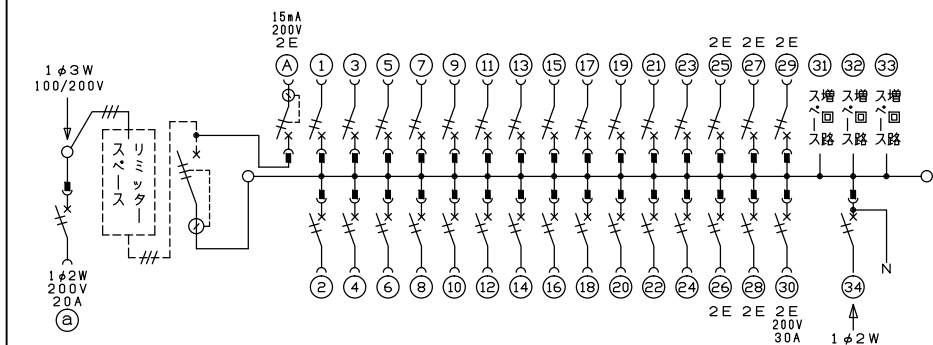 15mA
200V
2E
2E 2E 2E
1φ3W
100/200V
A 1 3 5 7 9 11 13 15 17 19 21 23 25 27 29 31 32 33
増回路スペース
増回路スペース
増回路スペース
リミッター
スペース
1φ2W
200V
20A
a
2 4 6 8 10 12 14 16 18 20 22 24 26 28 30 34
N
2E 2E 2E
200V
30A
1φ2W